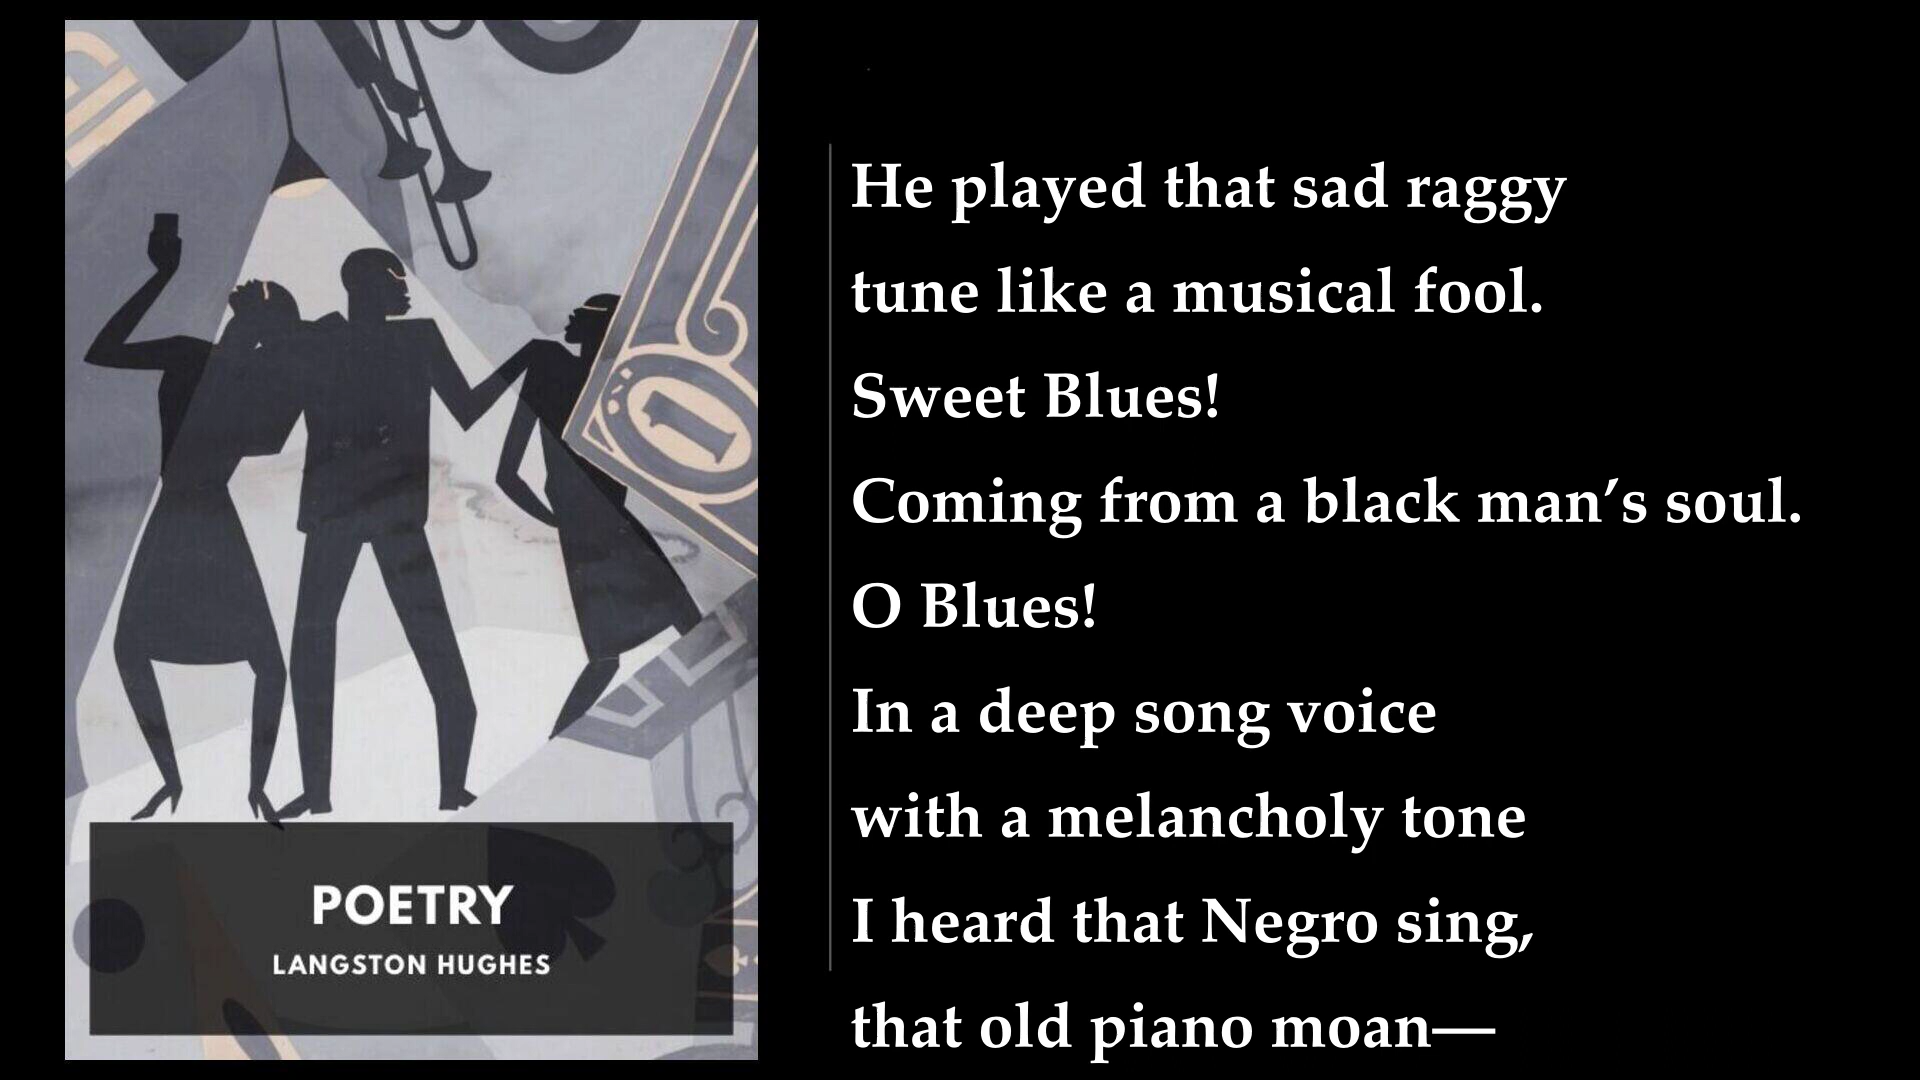 POETRY
LANGSTON HUGHES
He played that sad raggy
tune like a musical fool.
Sweet Blues!
Coming from a black man’s soul.
O Blues!
In a deep song voice
with a melancholy tone
I heard that Negro sing,
that old piano moan—